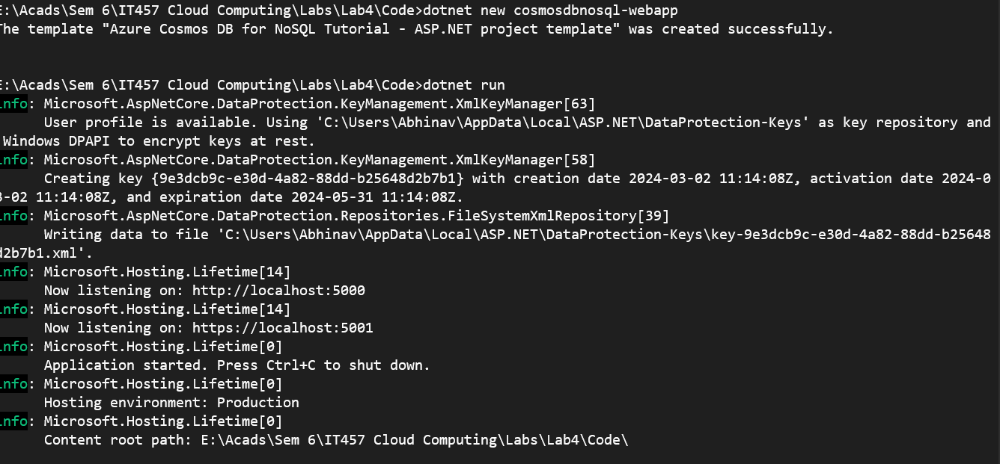 E:\Acads\Sem 6\IT457 Cloud Computing\Labs\Lab4\Code>dotnet new cosmosdbnosql-webapp
The template "Azure Cosmos DB for NoSQL Tutorial - ASP.NET project template" was created successfully.
E:\Acads\Sem 6\IT457 Cloud Computing\Labs\Lab4\Code>dotnet run
info: Microsoft.AspNetCore.DataProtection.KeyManagement.XmlKeyManager[63]
User profile is available. Using 'C:\Users\Abhinav\AppData\Local\ASP.NET\DataProtection-Keys' as key repository and
Windows DPAPI to encrypt keys at rest.
info: Microsoft.AspNetCore.DataProtection.KeyManagement.XmlKeyManager[58]
Creating key {9e3dcb9c-e30d-4a82-88dd-b25648d2b7b1} with creation date 2024-03-02 11:14:08Z, activation date 2024-0
3-02 11:14:08Z, and expiration date 2024-05-31 11:14:08Z.
info: Microsoft.AspNetCore.DataProtection.Repositories.FileSystemXmlRepository[39]
Writing data to file 'C:\Users\Abhinav\AppData\Local\ASP.NET\DataProtection-Keys\key-9e3dcb9c-e30d-4a82-88dd-b25648
d2b7b1.xml'.
info: Microsoft.Hosting.Lifetime[14]
Now listening on: http://localhost:5000
info: Microsoft.Hosting.Lifetime[14]
Now listening on: https://localhost:5001
info: Microsoft.Hosting.Lifetime[0]
Application started. Press Ctrl+C to shut down.
info: Microsoft.Hosting.Lifetime[0]
Hosting environment: Production
info: Microsoft.Hosting.Lifetime[0]
Content root path: E:\Acads\Sem 6\IT457 Cloud Computing\Labs\Lab4\Code\